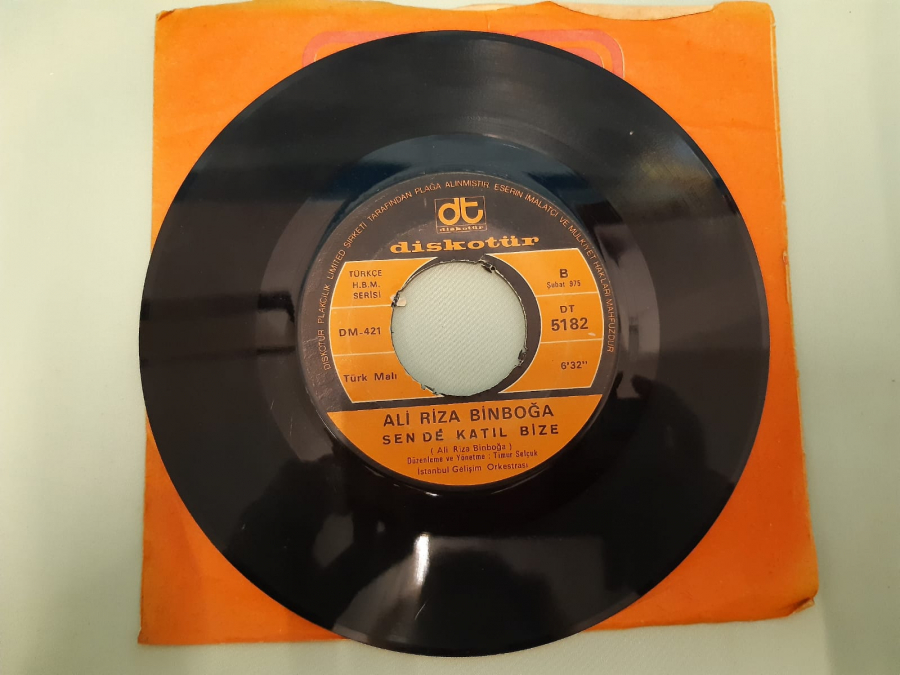 DİSKOTÜR PLAKÇILIK LIMITED ŞİRKETİ TARAFINDAN PLAĞA ALINMIŞTIR. ESERİN İMALATÇI VE MÜLKİYET HAKLARI MAHFUZDUR
dt
diskotür
diskotür
TÜRKÇE
H.B.M.
SERİSİ
DM-421
Türk Malı
B
Şubat 975
DT
5182
6'32"
ALİ RİZA BİNBOĞA
SEN DE KATIL BİZE
( Ali Rıza Binboğa )
Düzenleme ve Yönetme : Timur Selçuk
İstanbul Gelişim Orkestrası